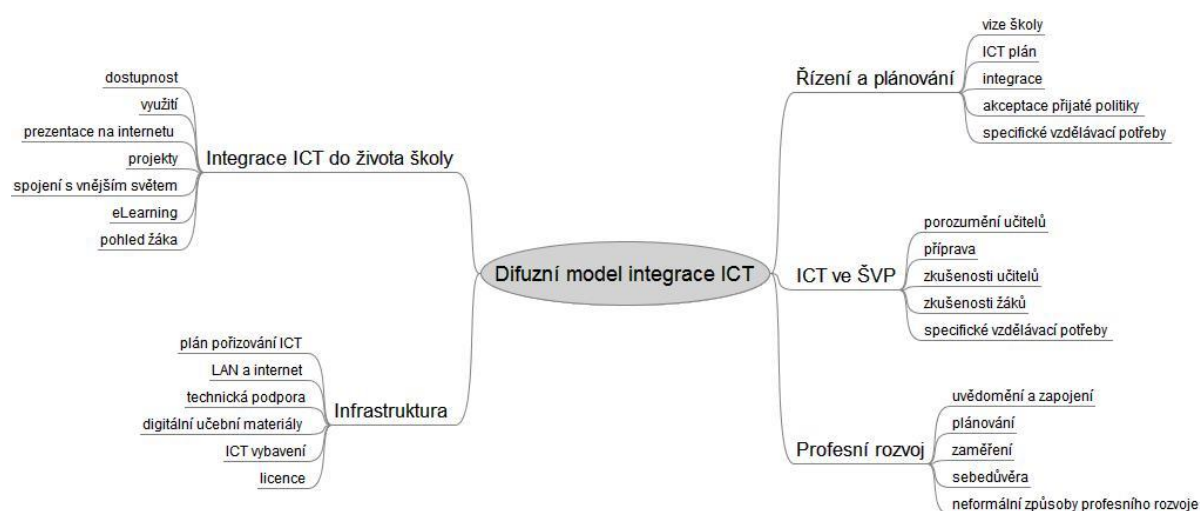 Difuzní model integrace ICT
Řízení a plánování
vize školy
ICT plán
integrace
akceptace přijaté politiky
specifické vzdělávací potřeby
ICT ve ŠVP
porozumění učitelů
příprava
zkušenosti učitelů
zkušenosti žáků
specifické vzdělávací potřeby
Profesní rozvoj
uvědomění a zapojení
plánování
zaměření
sebedůvěra
neformální způsoby profesního rozvoje
Integrace ICT do života školy
dostupnost
využití
prezentace na internetu
projekty
spojení s vnějším světem
eLearning
pohled žáka
Infrastruktura
plán pořizování ICT
LAN a internet
technická podpora
digitální učební materiály
ICT vybavení
licence